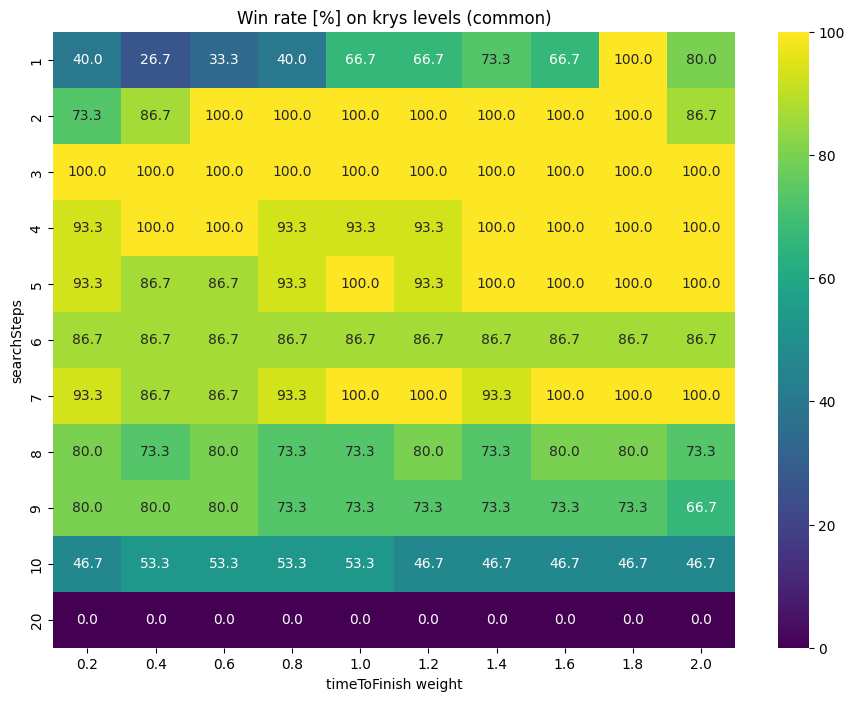 Win rate [%] on krys levels (common)
searchSteps
1 40.0 26.7 33.3 40.0 66.7 66.7 73.3 66.7 100.0 80.0
2 73.3 86.7 100.0 100.0 100.0 100.0 100.0 100.0 100.0 86.7
3 100.0 100.0 100.0 100.0 100.0 100.0 100.0 100.0 100.0 100.0
4 93.3 100.0 100.0 93.3 93.3 93.3 100.0 100.0 100.0 100.0
5 93.3 86.7 86.7 93.3 100.0 93.3 100.0 100.0 100.0 100.0
6 86.7 86.7 86.7 86.7 86.7 86.7 86.7 86.7 86.7 86.7
7 93.3 86.7 86.7 93.3 100.0 100.0 93.3 100.0 100.0 100.0
8 80.0 73.3 80.0 73.3 73.3 80.0 73.3 80.0 80.0 73.3
9 80.0 80.0 80.0 73.3 73.3 73.3 73.3 73.3 73.3 66.7
10 46.7 53.3 53.3 53.3 53.3 46.7 46.7 46.7 46.7 46.7
20 0.0 0.0 0.0 0.0 0.0 0.0 0.0 0.0 0.0 0.0
0.2 0.4 0.6 0.8 1.0 1.2 1.4 1.6 1.8 2.0
timeToFinish weight
100
80
60
40
20
0